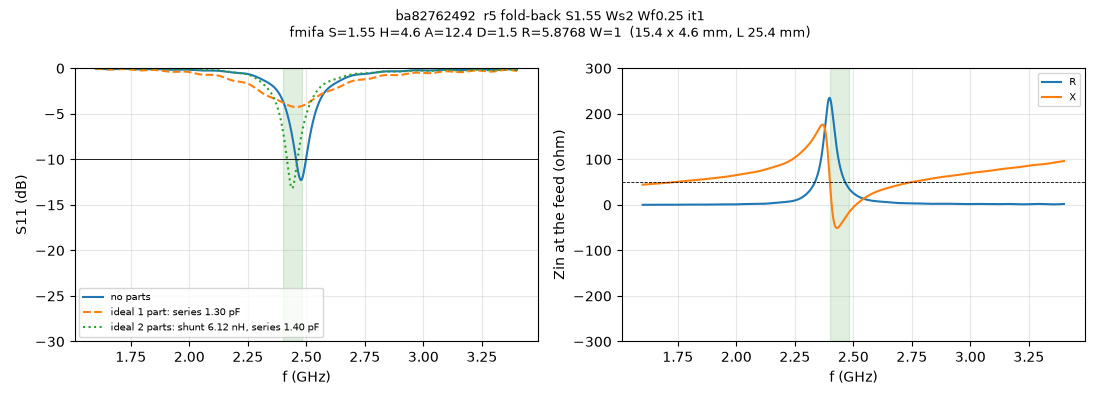 ba82762492  r5 fold-back S1.55 Ws2 Wf0.25 it1
fmifa S=1.55 H=4.6 A=12.4 D=1.5 R=5.8768 W=1  (15.4 x 4.6 mm, L 25.4 mm)
S11 (dB)
0
−5
−10
−15
−20
−25
−30
1.75 2.00 2.25 2.50 2.75 3.00 3.25
f (GHz)
no parts
ideal 1 part: series 1.30 pF
ideal 2 parts: shunt 6.12 nH, series 1.40 pF
Zin at the feed (ohm)
300
200
100
0
−100
−200
−300
1.75 2.00 2.25 2.50 2.75 3.00 3.25
f (GHz)
R
X